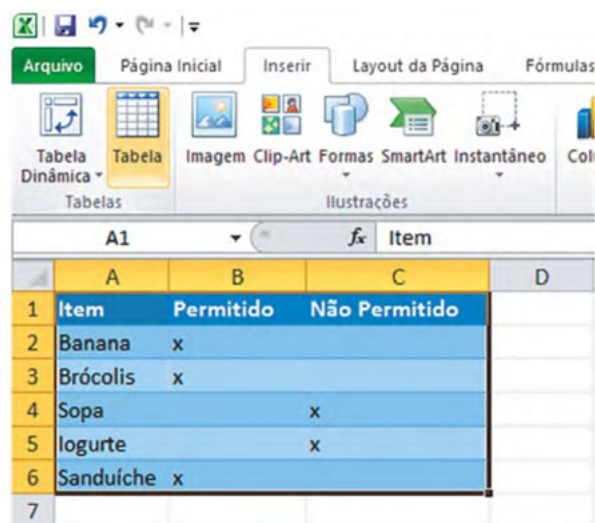 Arquivo Página Inicial Inserir Layout da Página Fórmulas
Tabela Dinâmica Tabela Imagem Clip-Art Formas SmartArt Instantâneo
Tabelas Ilustrações
A1 fx Item
A B C D
1 Item Permitido Não Permitido
2 Banana x
3 Brócolis x
4 Sopa x
5 Iogurte x
6 Sanduíche x
7